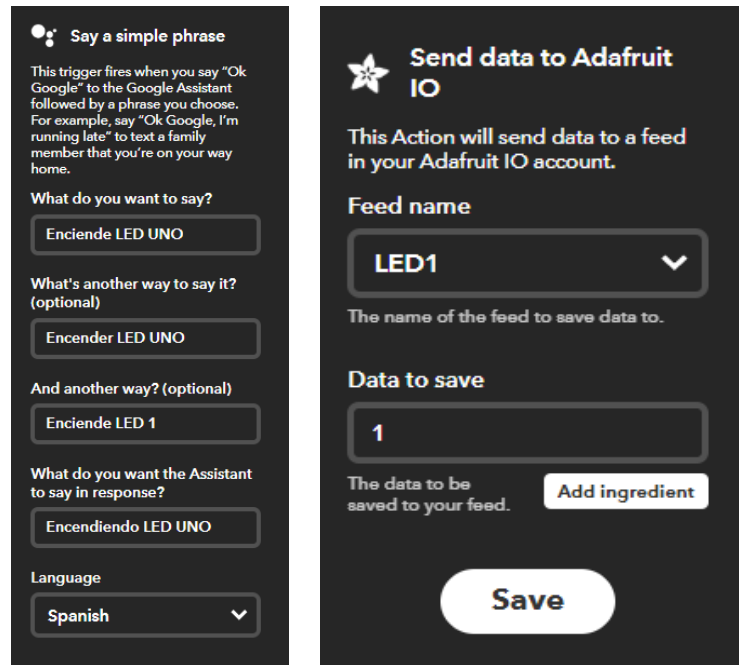 Say a simple phrase
This trigger fires when you say “Ok
Google” to the Google Assistant
followed by a phrase you choose.
For example, say “Ok Google, I’m
running late” to text a family
member that you’re on your way
home.
What do you want to say?
Enciende LED UNO
What's another way to say it?
(optional)
Encender LED UNO
And another way? (optional)
Enciende LED 1
What do you want the Assistant
to say in response?
Encendiendo LED UNO
Language
Spanish
Send data to Adafruit
IO
This Action will send data to a feed
in your Adafruit IO account.
Feed name
LED1
The name of the feed to save data to.
Data to save
1
The data to be
saved to your feed.
Add ingredient
Save